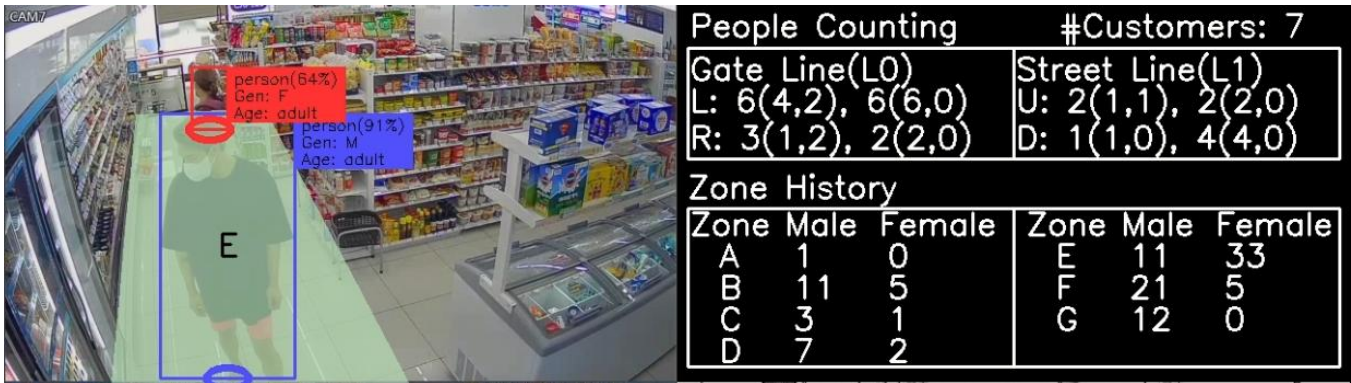 CAM7
person(64%)
Gen: F
Age: adult
person(91%)
Gen: M
Age: adult
E
People Counting #Customers: 7
Gate Line(L0)
L: 6(4,2), 6(6,0)
R: 3(1,2), 2(2,0)
Street Line(L1)
U: 2(1,1), 2(2,0)
D: 1(1,0), 4(4,0)
Zone History
Zone Male Female
A 1 0
B 11 5
C 3 1
D 7 2
Zone Male Female
E 11 33
F 21 5
G 12 0